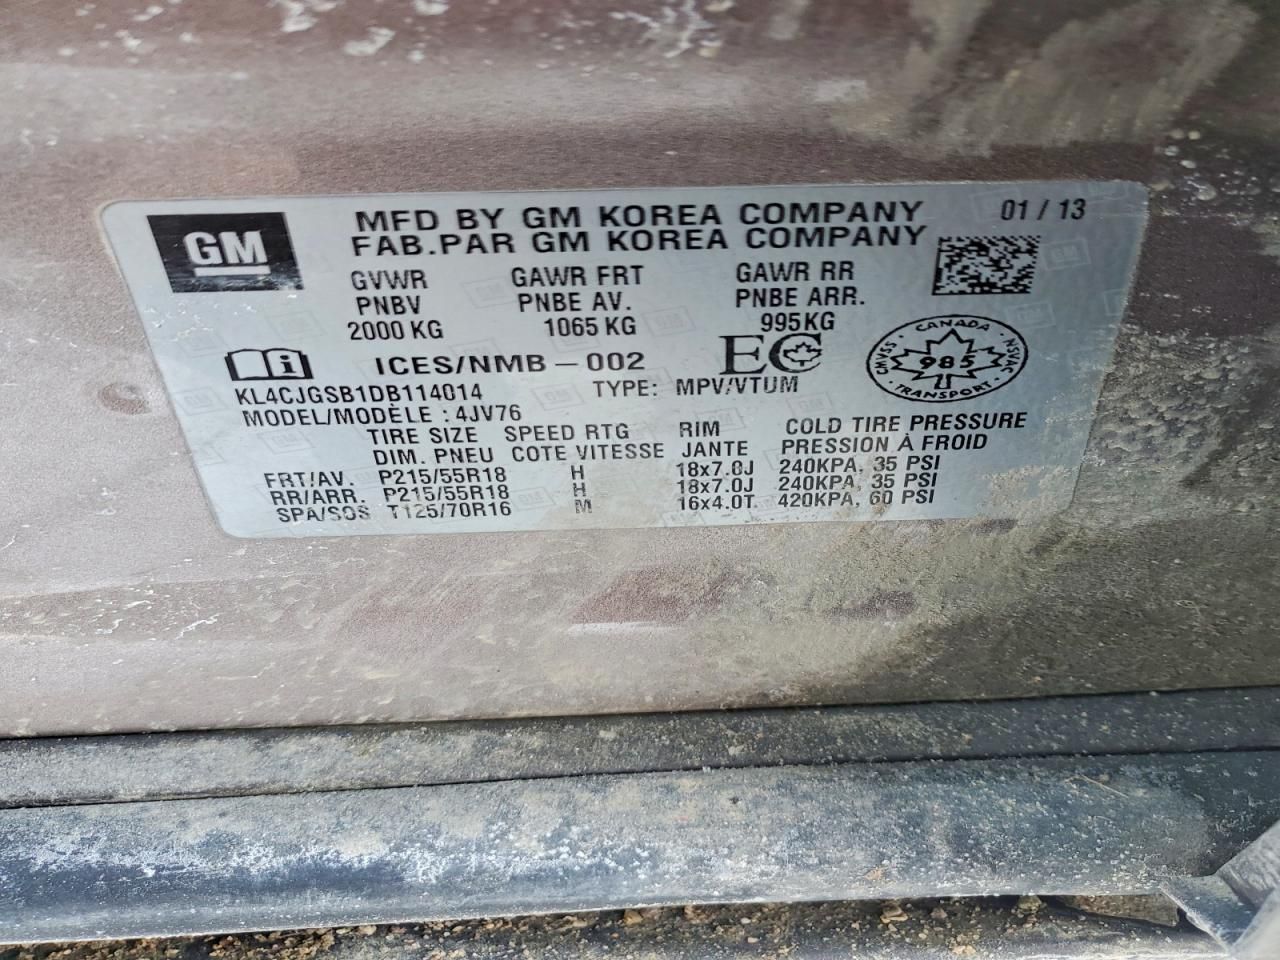 GM
MFD BY GM KOREA COMPANY 01 / 13
FAB.PAR GM KOREA COMPANY
GVWR GAWR FRT GAWR RR
PNBV PNBE AV. PNBE ARR.
2000 KG 1065 KG 995KG
ICES/NMB-002 EC
CANADA
CMVSS 985 NSVAC
TRANSPORT
KL4CJGSB1DB114014 TYPE: MPV/VTUM
MODEL/MODÈLE : 4JV76
TIRE SIZE SPEED RTG RIM COLD TIRE PRESSURE
DIM. PNEU COTE VITESSE JANTE PRESSION À FROID
FRT/AV. P215/55R18 H 18x7.0J 240KPA, 35 PSI
RR/ARR. P215/55R18 H 18x7.0J 240KPA, 35 PSI
SPA/SOS T125/70R16 M 16x4.0T 420KPA, 60 PSI